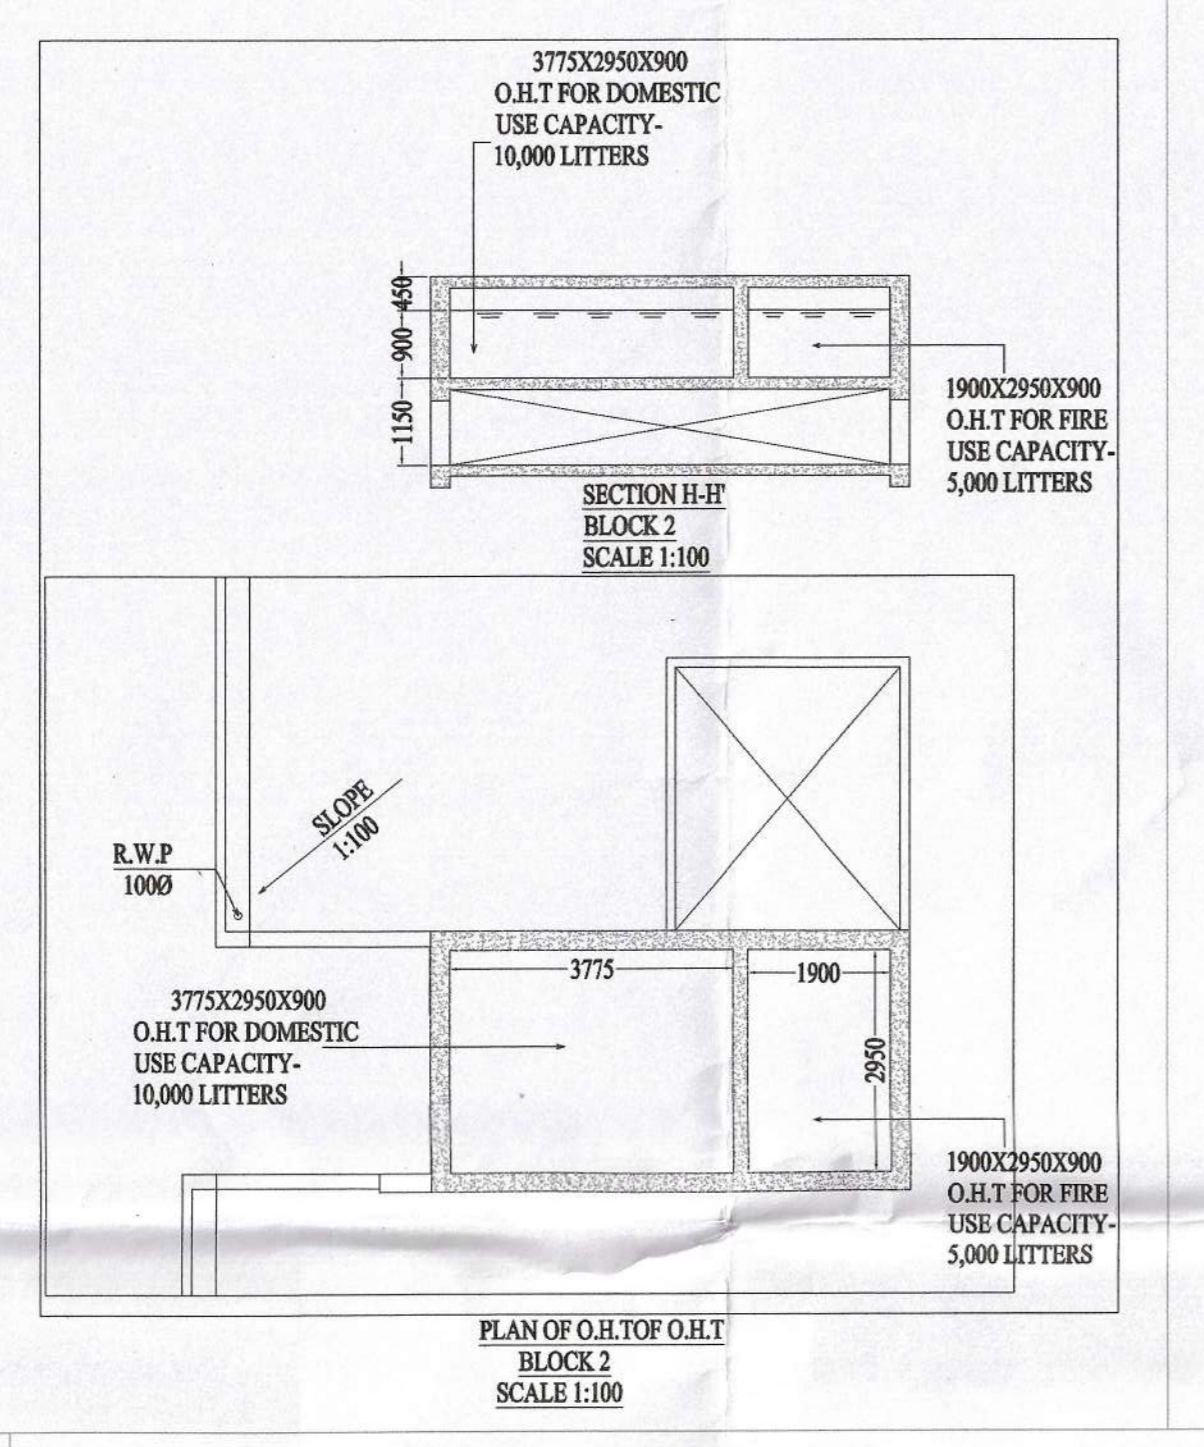 3775X2950X900
O.H.T FOR DOMESTIC
USE CAPACITY-
10,000 LITTERS
450
900
1150
1900X2950X900
O.H.T FOR FIRE
USE CAPACITY-
5,000 LITTERS
SECTION H-H'
BLOCK 2
SCALE 1:100
SLOPE
1:100
R.W.P
100Ø
3775
1900
2950
3775X2950X900
O.H.T FOR DOMESTIC
USE CAPACITY-
10,000 LITTERS
1900X2950X900
O.H.T FOR FIRE
USE CAPACITY-
5,000 LITTERS
PLAN OF O.H.TOF O.H.T
BLOCK 2
SCALE 1:100